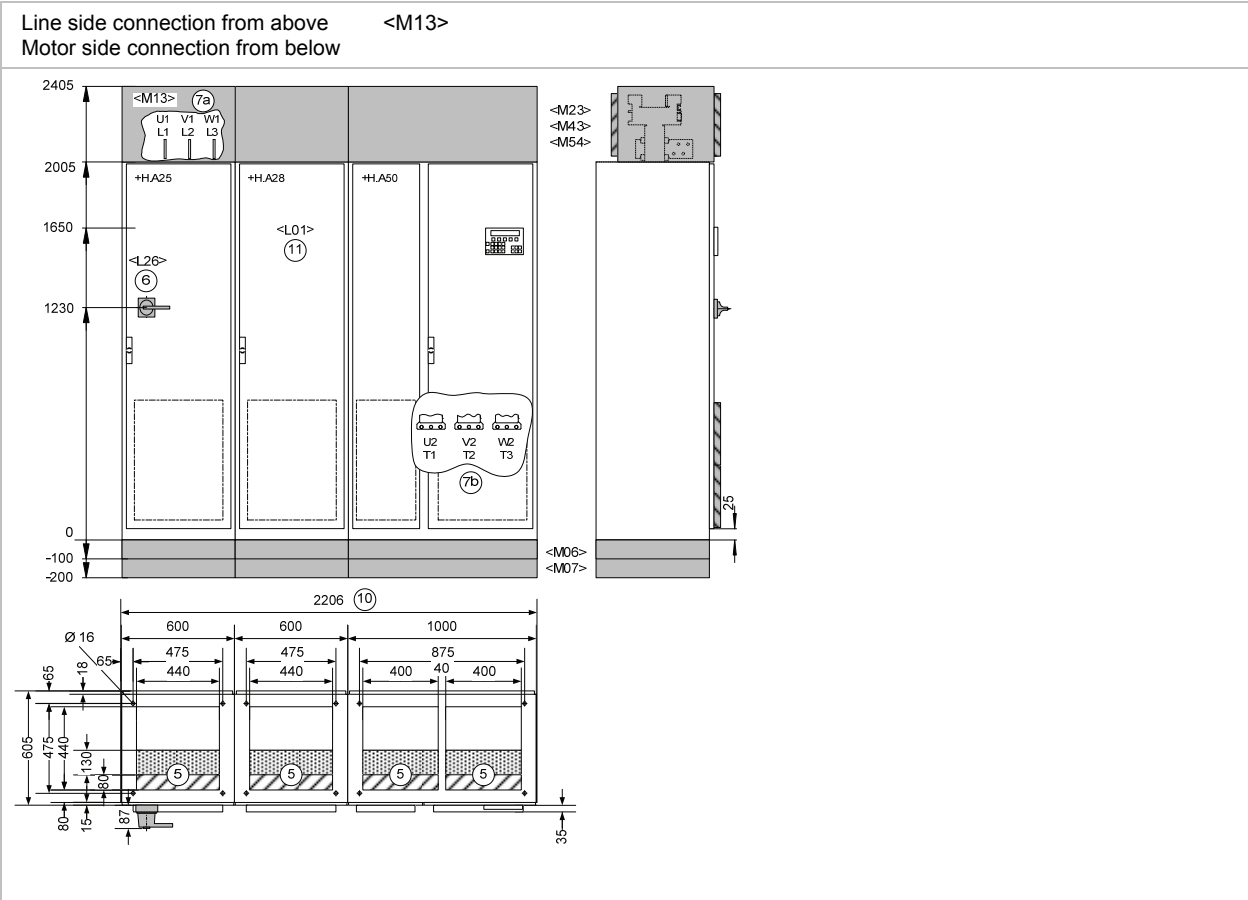 Line side connection from above <M13>
Motor side connection from below
2405
<M13> 7a
U1 V1 W1
L1 L2 L3
<M23>
<M43>
<M54>
2005
+H.A25 +H.A28 +H.A50
1650
<L01>
11
<L26>
6
1230
U2 V2 W2
T1 T2 T3
7b
25
0
-100
-200
<M06>
<M07>
2206 10
600 600 1000
Ø 16
65 475 475 875
440 440 400 40 400
65
18
605
475
440
130
80
5 5 5 5
80
15
87
35